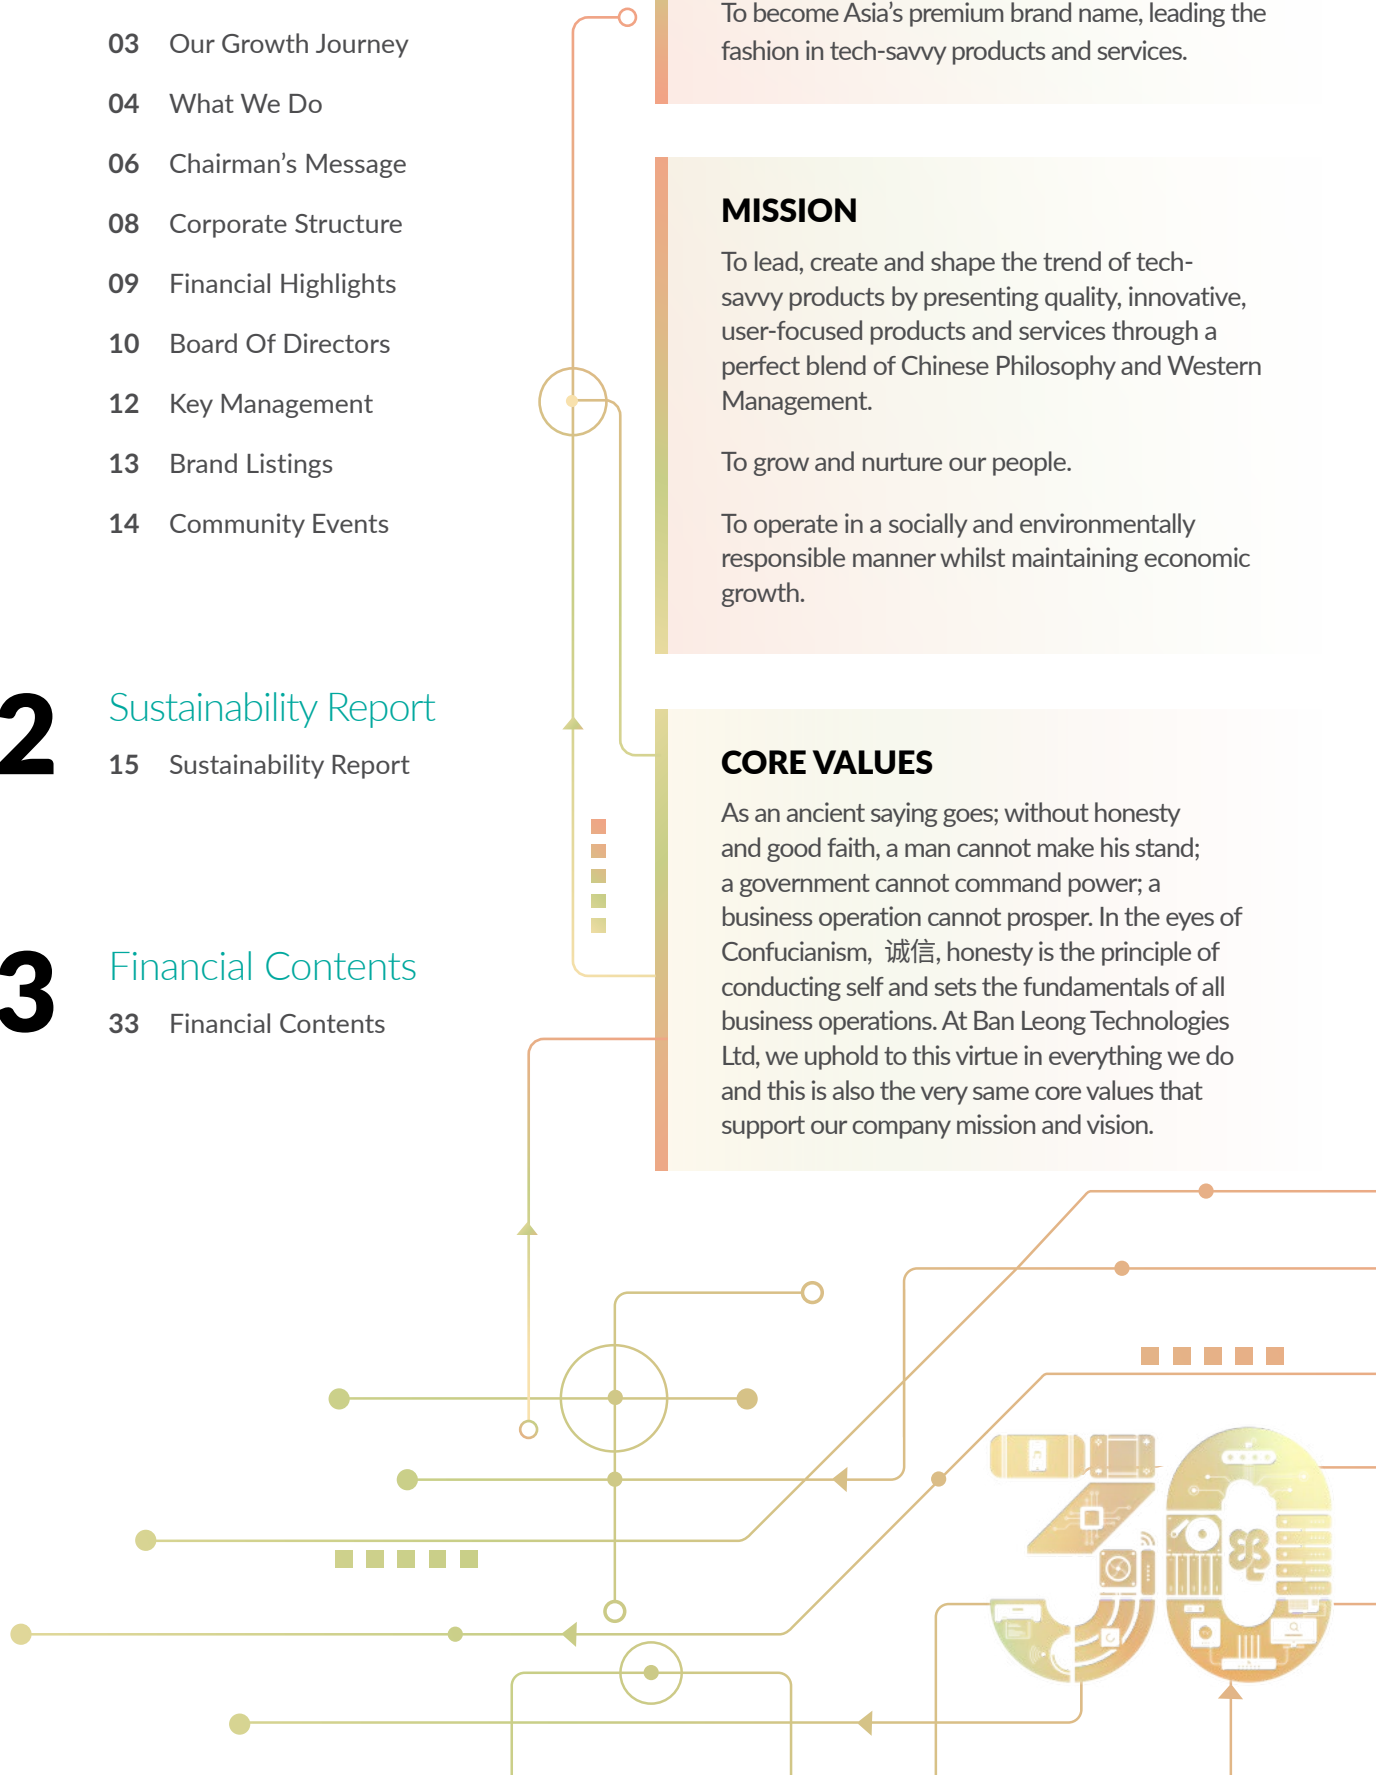 03 Our Growth Journey
04 What We Do
06 Chairman’s Message
08 Corporate Structure
09 Financial Highlights
10 Board Of Directors
12 Key Management
13 Brand Listings
14 Community Events
2 Sustainability Report
15 Sustainability Report
3 Financial Contents
33 Financial Contents
To become Asia’s premium brand name, leading the
fashion in tech-savvy products and services.
MISSION
To lead, create and shape the trend of tech-
savvy products by presenting quality, innovative,
user-focused products and services through a
perfect blend of Chinese Philosophy and Western
Management.
To grow and nurture our people.
To operate in a socially and environmentally
responsible manner whilst maintaining economic
growth.
CORE VALUES
As an ancient saying goes; without honesty
and good faith, a man cannot make his stand;
a government cannot command power; a
business operation cannot prosper. In the eyes of
Confucianism, 诚信, honesty is the principle of
conducting self and sets the fundamentals of all
business operations. At Ban Leong Technologies
Ltd, we uphold to this virtue in everything we do
and this is also the very same core values that
support our company mission and vision.
30